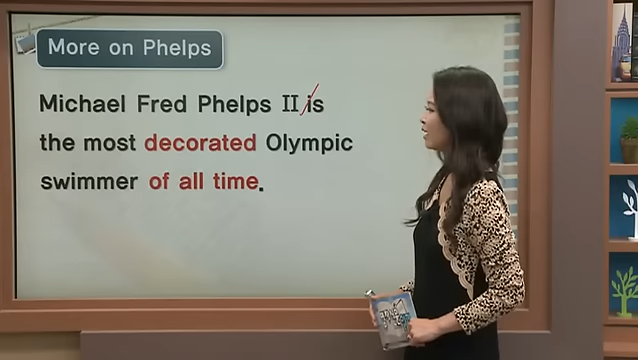 More on Phelps
Michael Fred Phelps II is
the most decorated Olympic
swimmer of all time.